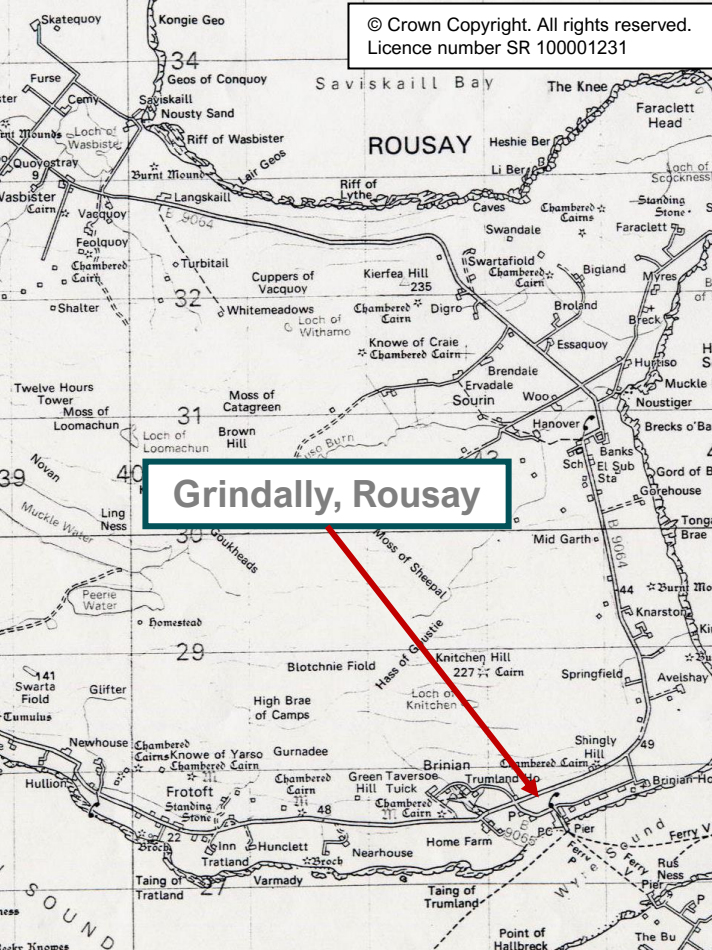 © Crown Copyright. All rights reserved.
Licence number SR 100001231
Skatequoy
Kongie Geo
34
Geos of Conquoy
Saviskaill Bay
The Knee
Furse
Cemy
Saviskaill
Nousty Sand
Faraclett
Head
Loch of
Wasbister
Riff of Wasbister
ROUSAY
Heshie Ber
Li Ber
Quoyostray
9
Burnt Mound
Lair Geos
Riff of
Lythe
Loch of
Scockness
Wasbister
Cairn
Vacquoy
Langskaill
B 9064
Caves
Chambered
Cairns
Standing
Stone
Faraclett
Swandale
Feolquoy
Chambered
Cairn
Turbitail
Cuppers of
Vacquoy
Kierfea Hill
235
Swartafield
Chambered
Cairn
Bigland
Myres
Shalter
32
Whitemeadows
Loch of
Withamo
Chambered
Cairn
Digro
Broland
Breck
Knowe of Craie
Chambered Cairn
Essaquoy
Hurtiso
Brendale
Ervadale
Sourin
Woo
Muckle
Noustiger
Twelve Hours
Tower
Moss of
Loomachun
Moss of
Catagreen
31
Brown
Hill
Loch of
Loomachun
Hanover
Brecks o'Ba
Banks
El Sub
Sta
Sch
Gord of B
Gorehouse
39
Novan
40
Grindally, Rousay
Muckle Water
Ling
Ness
30
Goukheads
Moss of Sheepal
Mid Garth
B 9064
Tonga
Brae
Peerie
Water
44
Burnt Mo
Homestead
Knarston
29
Hass of Goustie
Blotchnie Fiold
Knitchen Hill
227
Cairn
Loch of
Knitchen
Springfield
Avelshay
141
Swarta
Fiold
Glifter
High Brae
of Camps
Tumulus
Newhouse
Chambered
Cairns
Knowe of Yarso
Chambered Cairn
Gurnadee
Shingly
Hill
49
Hullion
Frotoft
Standing
Stone
Chambered
Cairn
Green
Hill
Taversoe
Tuick
Chambered
Cairn
Brinian
Trumland Ho
Chambered Cairn
Brinian Ho
48
22
Broch
Inn
Tratland
Hunclett
Broch
Nearhouse
Home Farm
P
B
9065
PC
Pier
Ferry V
Ferry
P
Ferry
V
Wyre Sound
Taing of
Tratland
27
Varmady
Taing of
Trumland
Rus
Ness
Pier
P
SOUND
Point of
Hallbreck
The Bu